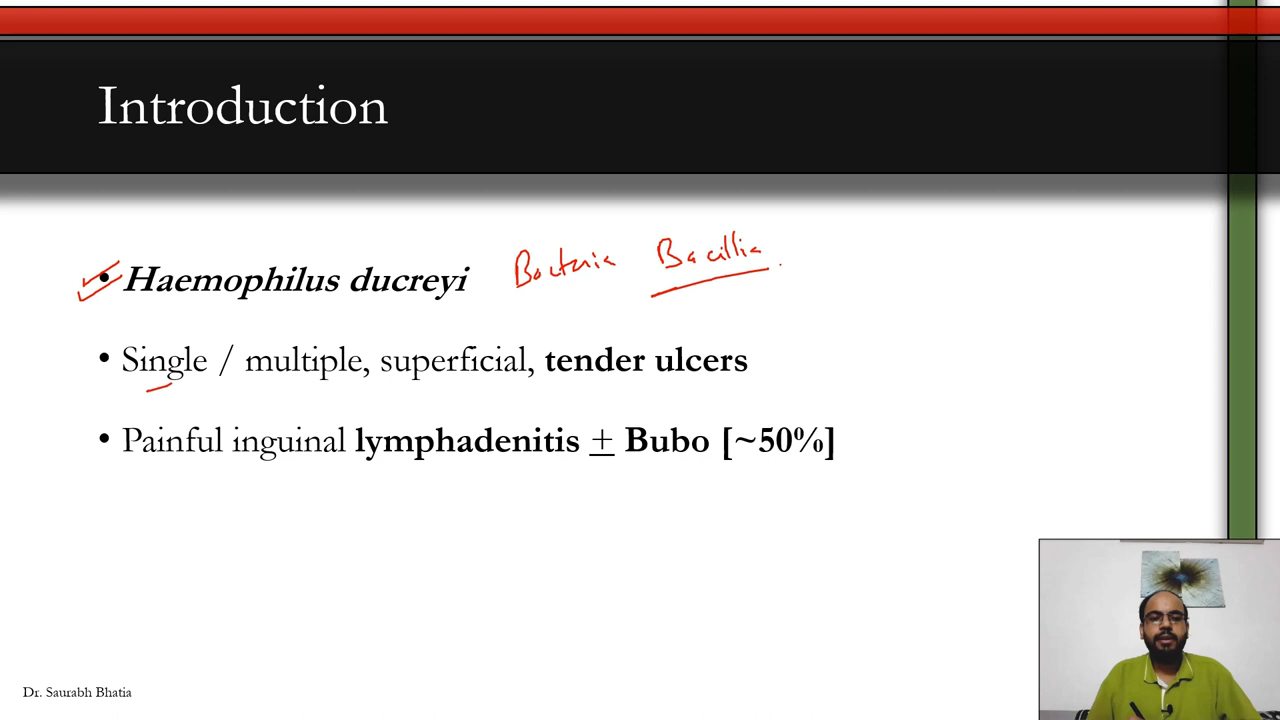 Introduction
• Haemophilus ducreyi Bacteria Bacillia
• Single / multiple, superficial, tender ulcers
• Painful inguinal lymphadenitis ± Bubo [~50%]
Dr. Saurabh Bhatia